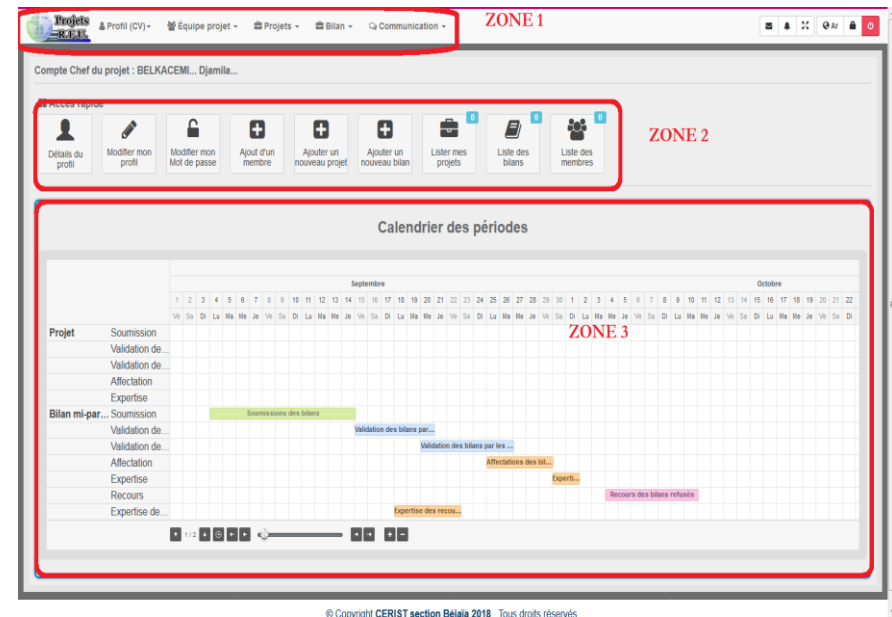 Projets
R.F.U.
Profil (CV)
Équipe projet
Projets
Bilan
Communication
ZONE 1
Ar
Compte Chef du projet : BELKACEMI... Djamila...
Accès rapide
Détails du profil
Modifier mon profil
Modifier mon Mot de passe
Ajout d'un membre
Ajouter un nouveau projet
Ajouter un nouveau bilan
0
Lister mes projets
0
Liste des bilans
0
Liste des membres
ZONE 2
Calendrier des périodes
Septembre Octobre
1 2 3 4 5 6 7 8 9 10 11 12 13 14 15 16 17 18 19 20 21 22 23 24 25 26 27 28 29 30 1 2 3 4 5 6 7 8 9 10 11 12 13 14 15 16 17 18 19 20 21 22
Ve Sa Di Lu Ma Me Je Ve Sa Di Lu Ma Me Je Ve Sa Di Lu Ma Me Je Ve Sa Di Lu Ma Me Je Ve Sa Di Lu Ma Me Je Ve Sa Di Lu Ma Me Je Ve Sa Di Lu Ma Me Je Ve Sa Di
ZONE 3
Projet Soumission
Validation de...
Validation de...
Affectation
Expertise
Bilan mi-par... Soumission Soumissions des bilans
Validation de... Validation des bilans par...
Validation de... Validation des bilans par les ...
Affectation Affectations des bil...
Expertise Experti...
Recours Recours des bilans refusés
Expertise de... Expertise des recou...
1 / 2
© Copyright CERIST section Béjaïa 2018 Tous droits réservés